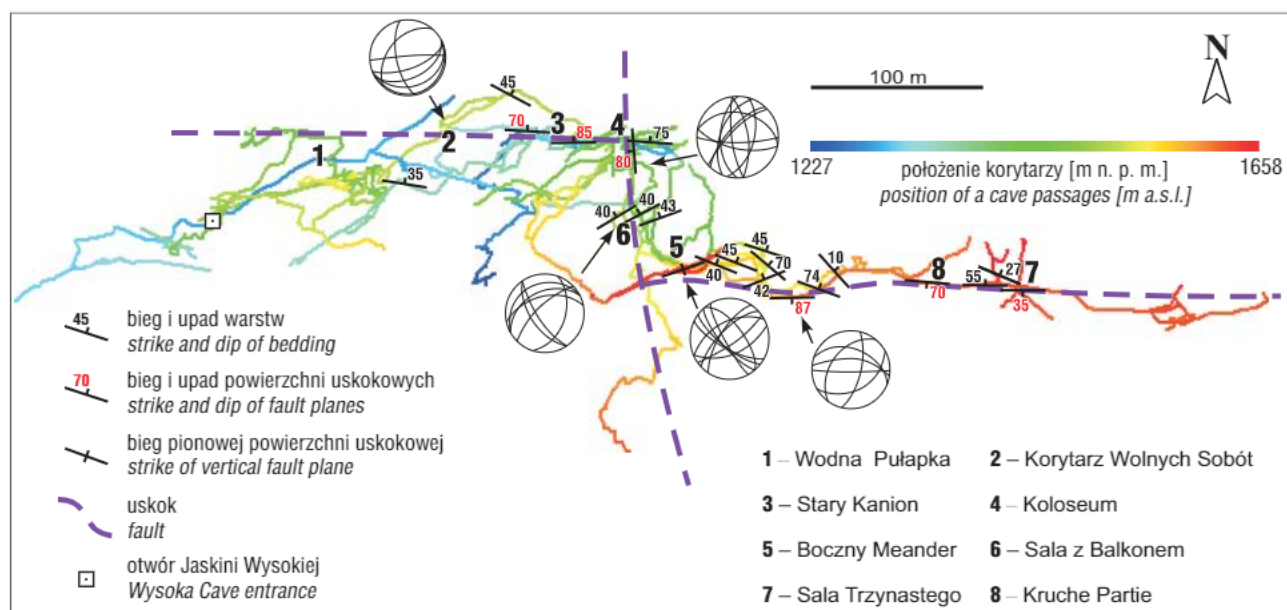 N
100 m
1227
1658
położenie korytarzy [m n. p. m.]
position of a cave passages [m a.s.l.]
45
70
3
85
4
75
2
1
80
35
40
40
43
6
5
45
45
70
40
42
74
10
87
8
70
55
27
7
35
45
bieg i upad warstw
strike and dip of bedding
70
bieg i upad powierzchni uskokowych
strike and dip of fault planes
bieg pionowej powierzchni uskokowej
strike of vertical fault plane
uskok
fault
otwór Jaskini Wysokiej
Wysoka Cave entrance
1 – Wodna Pułapka
2 – Korytarz Wolnych Sobót
3 – Stary Kanion
4 – Koloseum
5 – Boczny Meander
6 – Sala z Balkonem
7 – Sala Trzynastego
8 – Kruche Partie